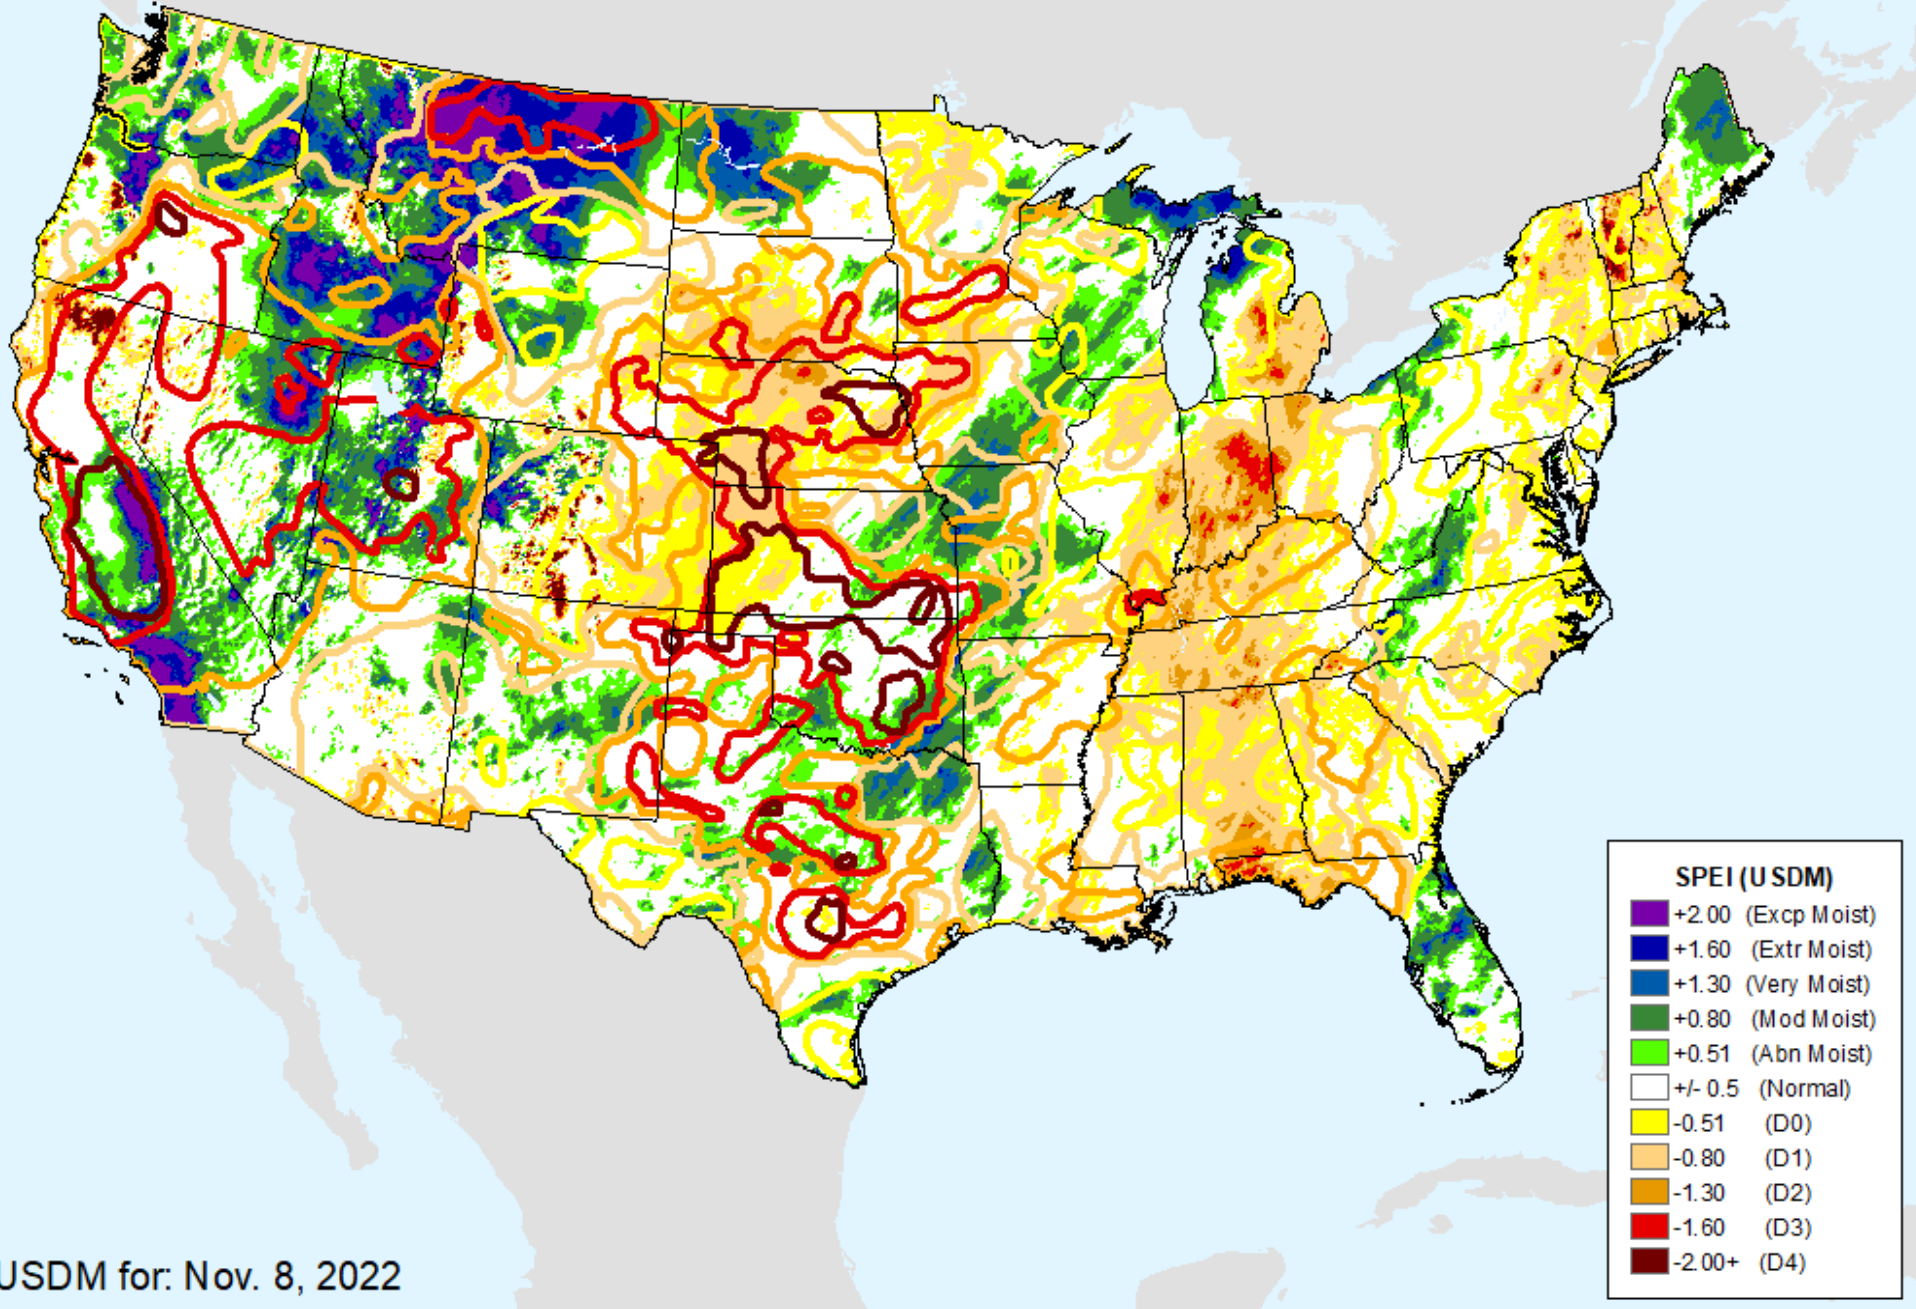 SPEI (USDM)
+2.00 (Excp Moist)
+1.60 (Extr Moist)
+1.30 (Very Moist)
+0.80 (Mod Moist)
+0.51 (Abn Moist)
+/- 0.5 (Normal)
-0.51 (D0)
-0.80 (D1)
-1.30 (D2)
-1.60 (D3)
-2.00+ (D4)
USDM for: Nov. 8, 2022